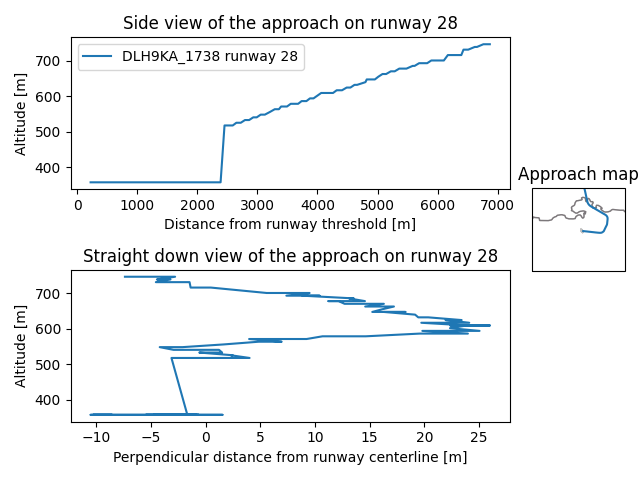 Side view of the approach on runway 28
DLH9KA_1738 runway 28
Altitude [m]
700
600
500
400
0 1000 2000 3000 4000 5000 6000 7000
Distance from runway threshold [m]
Approach map
Straight down view of the approach on runway 28
Altitude [m]
700
600
500
400
−10 −5 0 5 10 15 20 25
Perpendicular distance from runway centerline [m]